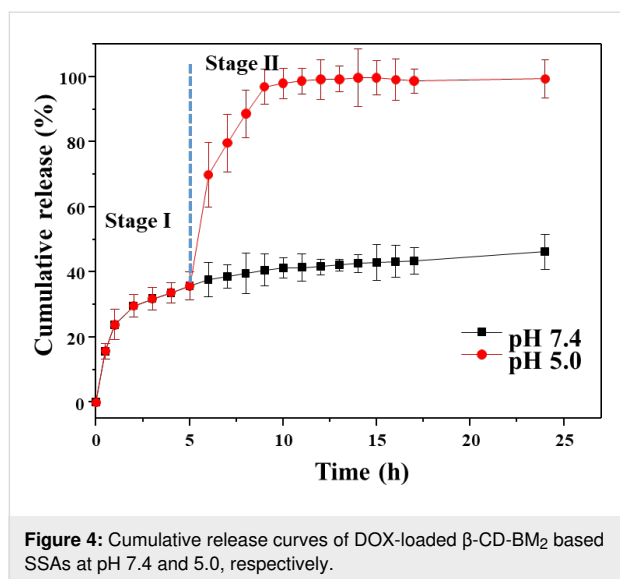 Stage II
100
80
60
Stage I
40
20
0
Cumulative release (%)
pH 7.4
pH 5.0
0 5 10 15 20 25
Time (h)
Figure 4: Cumulative release curves of DOX-loaded β-CD-BM₂ based
SSAs at pH 7.4 and 5.0, respectively.